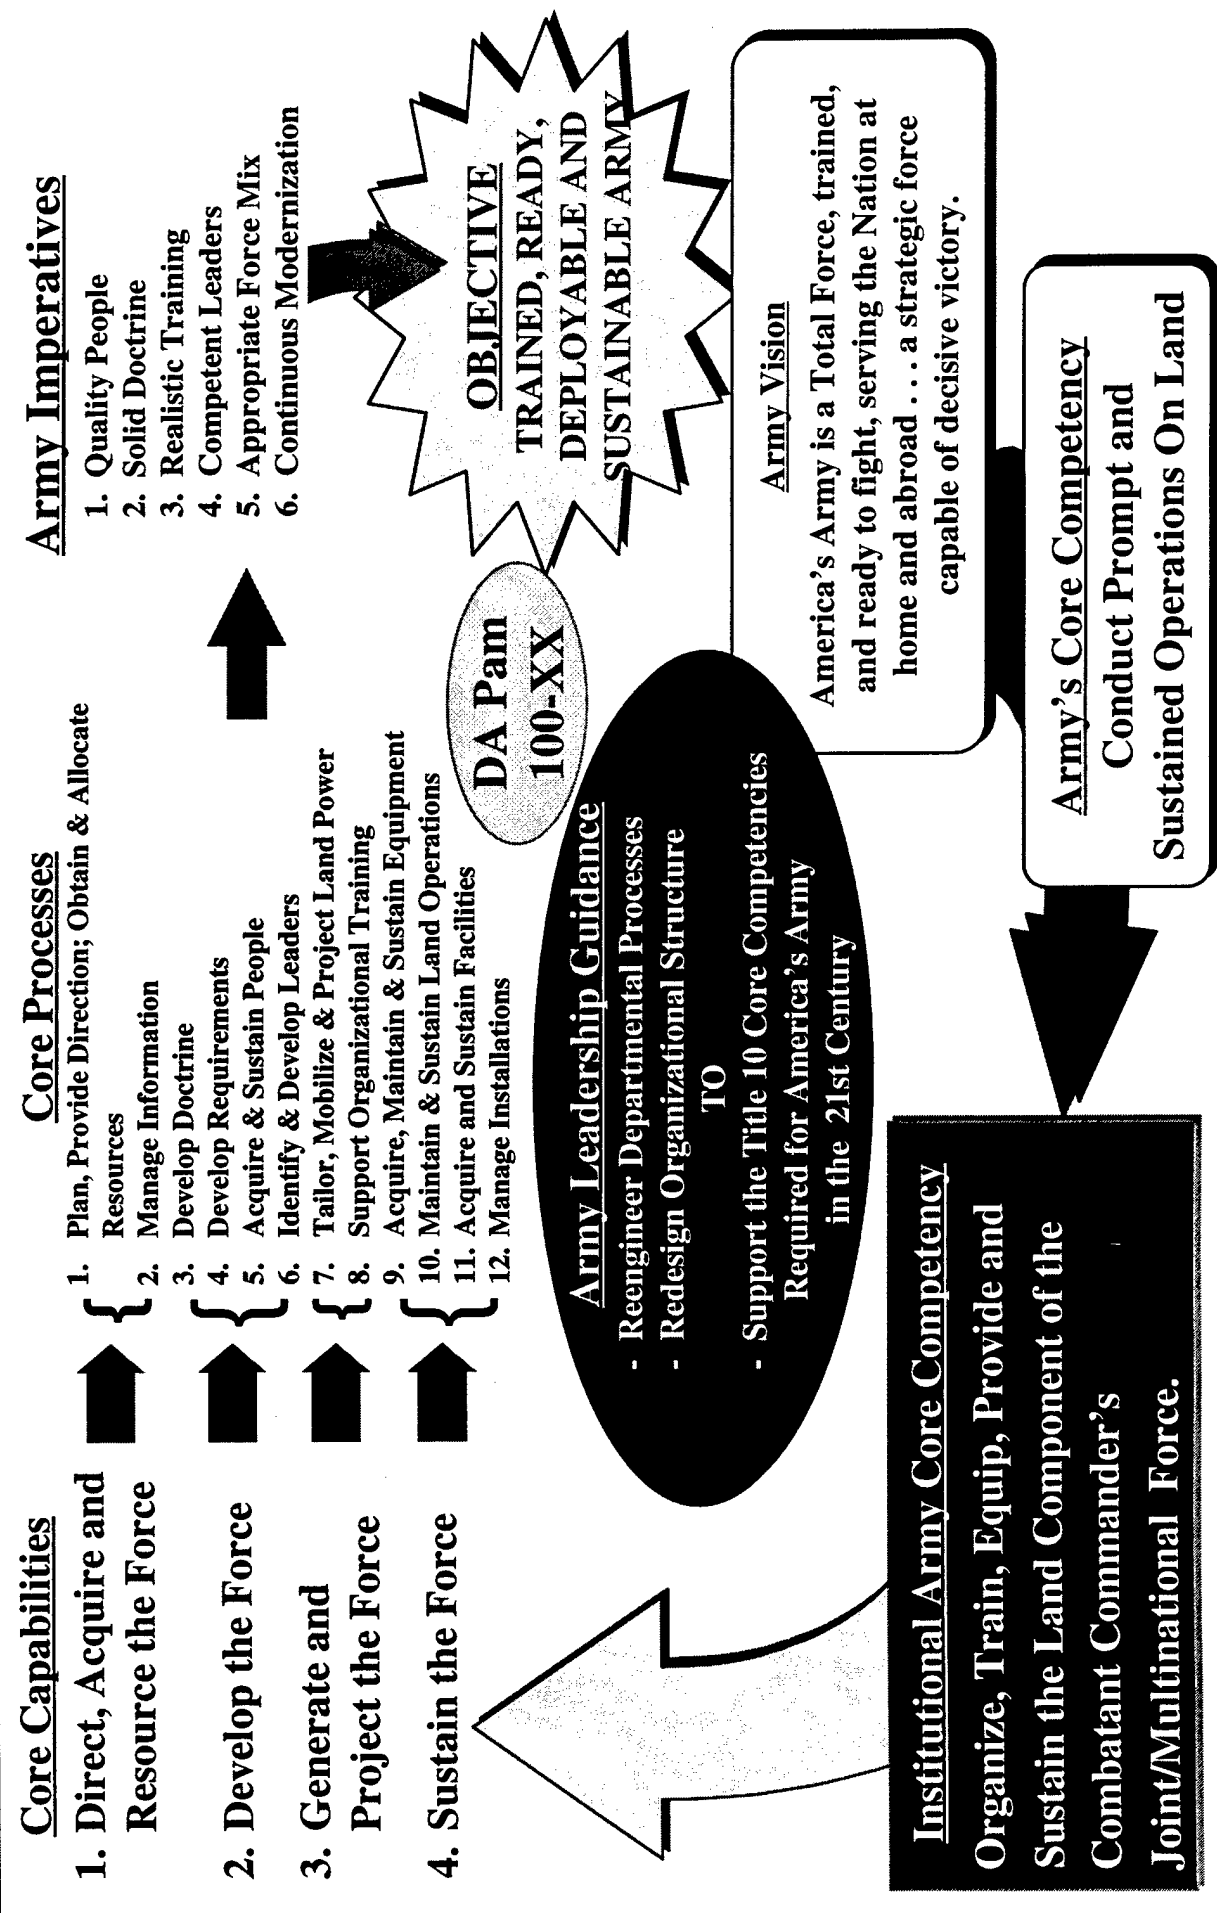 Core Capabilities
1. Direct, Acquire and
Resource the Force
2. Develop the Force
3. Generate and
Project the Force
4. Sustain the Force
Core Processes
1. Plan, Provide Direction; Obtain & Allocate
Resources
2. Manage Information
3. Develop Doctrine
4. Develop Requirements
5. Acquire & Sustain People
6. Identify & Develop Leaders
7. Tailor, Mobilize & Project Land Power
8. Support Organizational Training
9. Acquire, Maintain & Sustain Equipment
10. Maintain & Sustain Land Operations
11. Acquire and Sustain Facilities
12. Manage Installations
Army Imperatives
1. Quality People
2. Solid Doctrine
3. Realistic Training
4. Competent Leaders
5. Appropriate Force Mix
6. Continuous Modernization
OBJECTIVE
TRAINED, READY,
DEPLOYABLE AND
SUSTAINABLE ARMY
DA Pam
100-XX
Army Leadership Guidance
- Reengineer Departmental Processes
- Redesign Organizational Structure
TO
- Support the Title 10 Core Competencies
Required for America's Army
in the 21st Century
Army Vision
America's Army is a Total Force, trained,
and ready to fight, serving the Nation at
home and abroad . . . a strategic force
capable of decisive victory.
Army's Core Competency
Conduct Prompt and
Sustained Operations On Land
Institutional Army Core Competency
Organize, Train, Equip, Provide and
Sustain the Land Component of the
Combatant Commander's
Joint/Multinational Force.